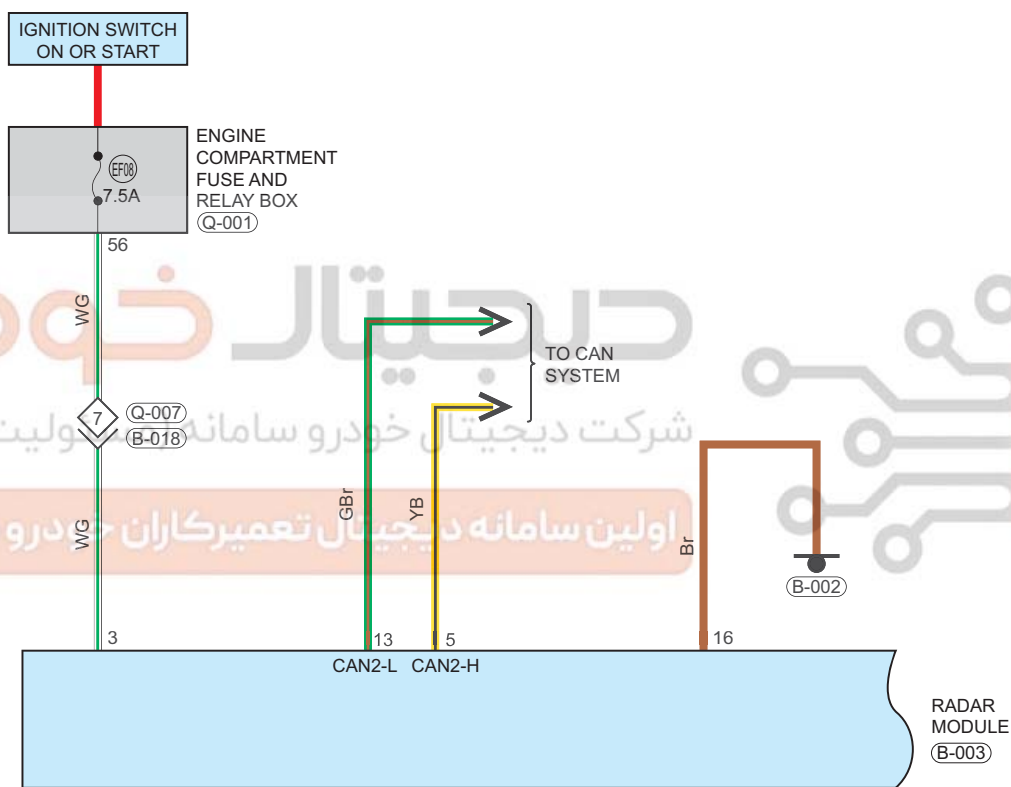 IGNITION SWITCH
ON OR START
ENGINE
COMPARTMENT
FUSE AND
RELAY BOX
Q-001
EF08
7.5A
56
WG
دیجیتال خودرو
TO CAN
SYSTEM
7
Q-007
B-018
شرکت دیجیتال خودرو سامانه
WG
GBr
YB
Br
اولین سامانه دیجیتال تعمیرکاران خودرو
B-002
3
13
5
16
CAN2-L
CAN2-H
RADAR
MODULE
B-003